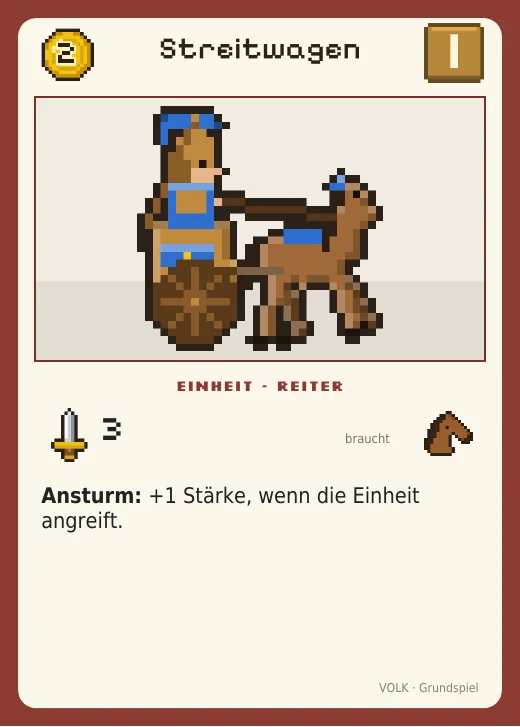 2 Streitwagen I
EINHEIT - REITER
3 braucht
Ansturm: +1 Stärke, wenn die Einheit
angreift.
VOLK · Grundspiel